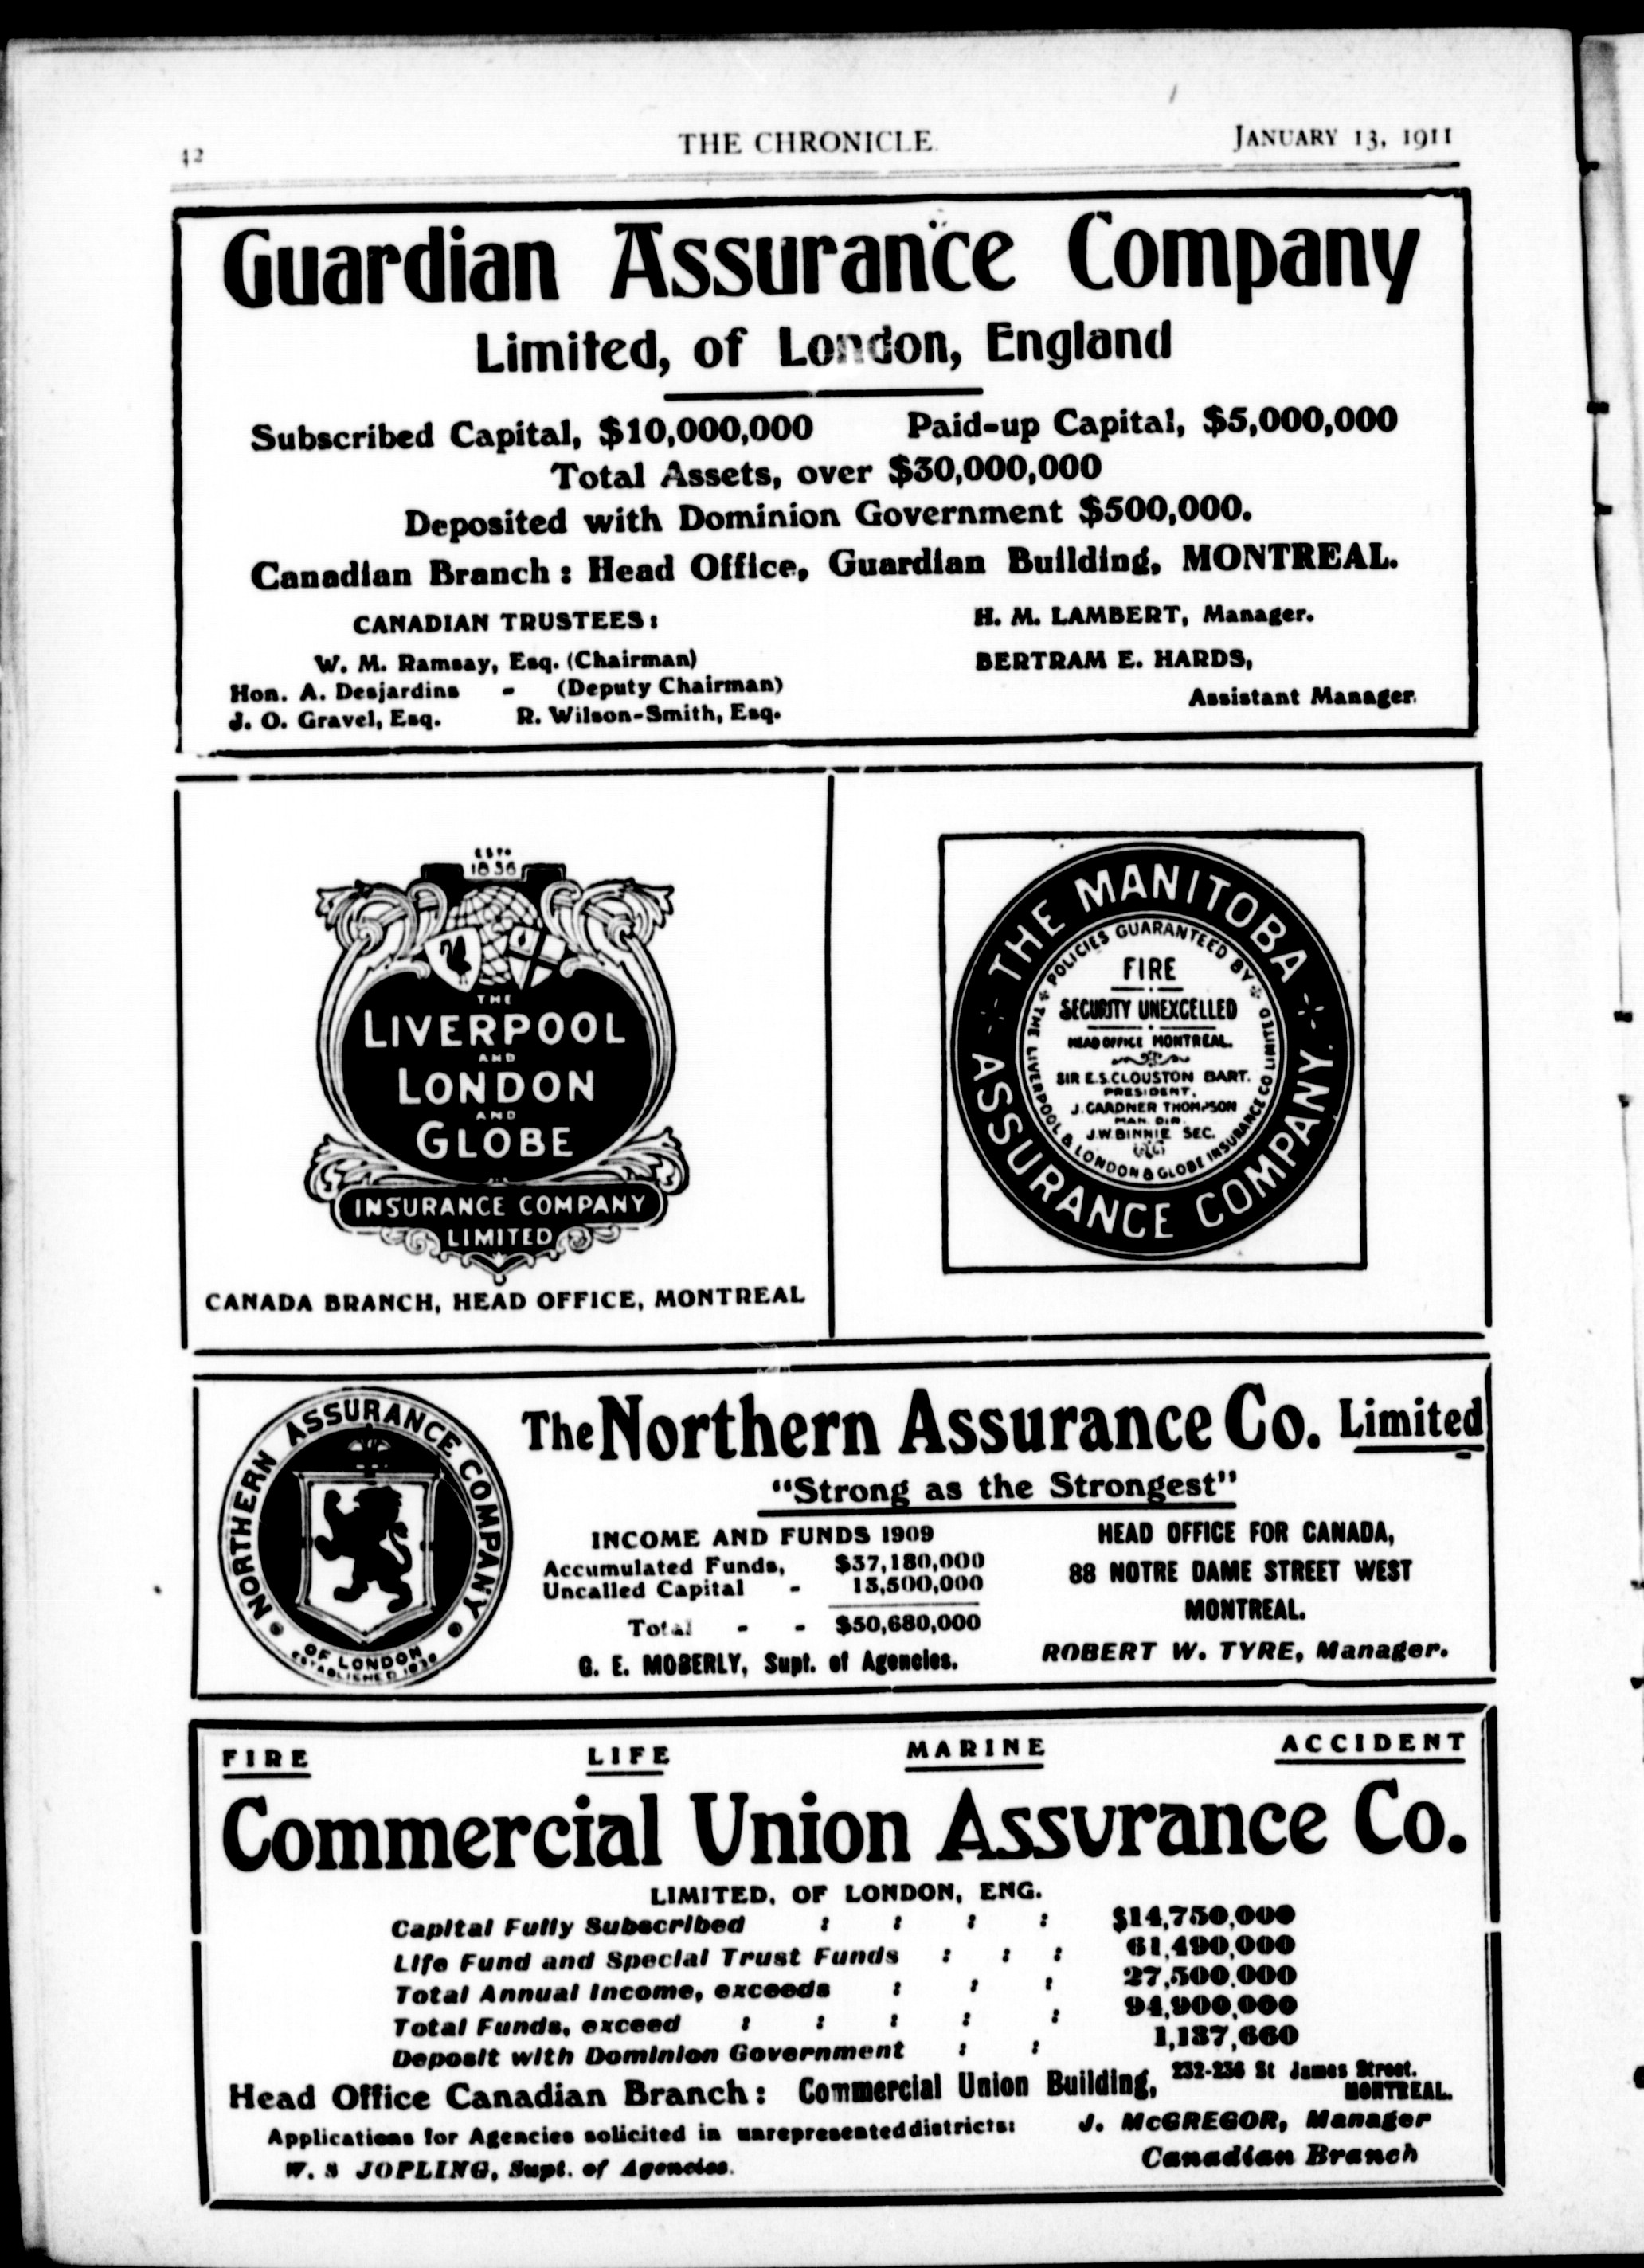 42
THE CHRONICLE.
JANUARY 13, 1911
Guardian Assurance Company
Limited, of London, England
Subscribed Capital, $10,000,000 Paid-up Capital, $5,000,000
Total Assets, over $30,000,000
Deposited with Dominion Government $500,000.
Canadian Branch : Head Office, Guardian Building, MONTREAL.
CANADIAN TRUSTEES :
W. M. Ramsay, Esq. (Chairman)
Hon. A. Desjardins - (Deputy Chairman)
J. O. Gravel, Esq. R. Wilson-Smith, Esq.
H. M. LAMBERT, Manager.
BERTRAM E. HARDS,
Assistant Manager.
ESTD
1836
THE
LIVERPOOL
AND
LONDON
AND
GLOBE
INSURANCE COMPANY
LIMITED
CANADA BRANCH, HEAD OFFICE, MONTREAL
THE MANITOBA
ASSURANCE COMPANY.
POLICIES GUARANTEED BY
THE LIVERPOOL & LONDON & GLOBE INSURANCE CO LIMITED
FIRE
SECURITY UNEXCELLED
HEAD OFFICE MONTREAL.
SIR E.S.CLOUSTON BART.
PRESIDENT,
J. GARDNER THOMPSON
MAN. DIR.
J.W.BINNIE SEC.
NORTHERN ASSURANCE COMPANY
OF LONDON
ESTABLISHED 1836
The Northern Assurance Co. Limited
"Strong as the Strongest"
INCOME AND FUNDS 1909
Accumulated Funds, $37,180,000
Uncalled Capital - 13,500,000
Total - - $50,680,000
G. E. MOBERLY, Supt. of Agencies.
HEAD OFFICE FOR CANADA,
88 NOTRE DAME STREET WEST
MONTREAL.
ROBERT W. TYRE, Manager.
FIRE LIFE MARINE ACCIDENT
Commercial Union Assurance Co.
LIMITED, OF LONDON, ENG.
Capital Fully Subscribed : : : : $14,750,000
Life Fund and Special Trust Funds : : : 61,490,000
Total Annual Income, exceeds : : : 27,500,000
Total Funds, exceed : : : : : 94,900,000
Deposit with Dominion Government : : 1,137,660
Head Office Canadian Branch : Commercial Union Building, 232-236 St James Street.
MONTREAL.
Applications for Agencies solicited in unrepresented districts:
W. S JOPLING, Supt. of Agencies.
J. McGREGOR, Manager
Canadian Branch